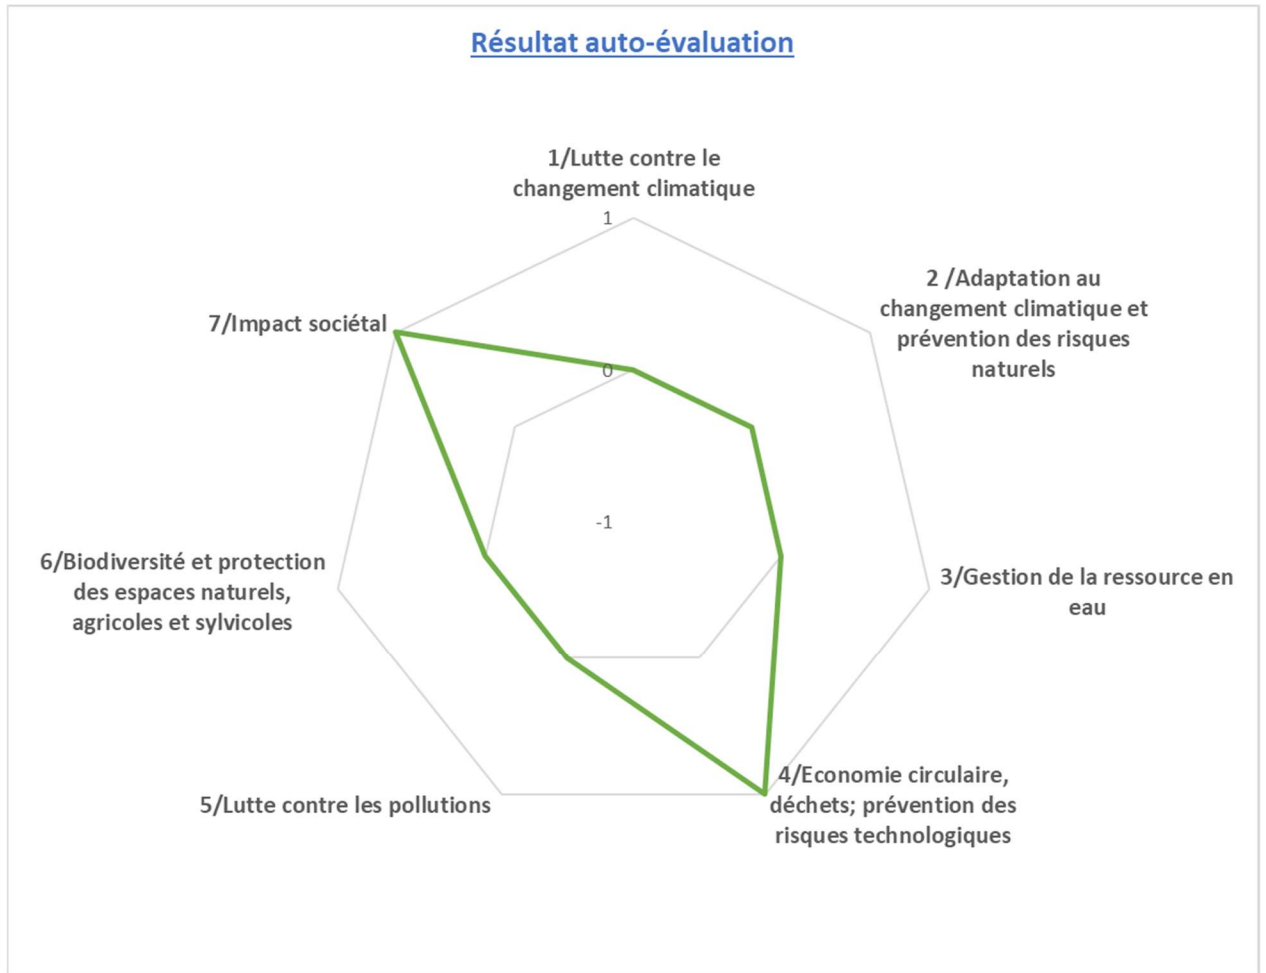 Résultat auto-évaluation
1/Lutte contre le
changement climatique
1
2 /Adaptation au
changement climatique et
prévention des risques
naturels
7/Impact sociétal
0
-1
6/Biodiversité et protection
des espaces naturels,
agricoles et sylvicoles
3/Gestion de la ressource en
eau
4/Economie circulaire,
déchets; prévention des
risques technologiques
5/Lutte contre les pollutions